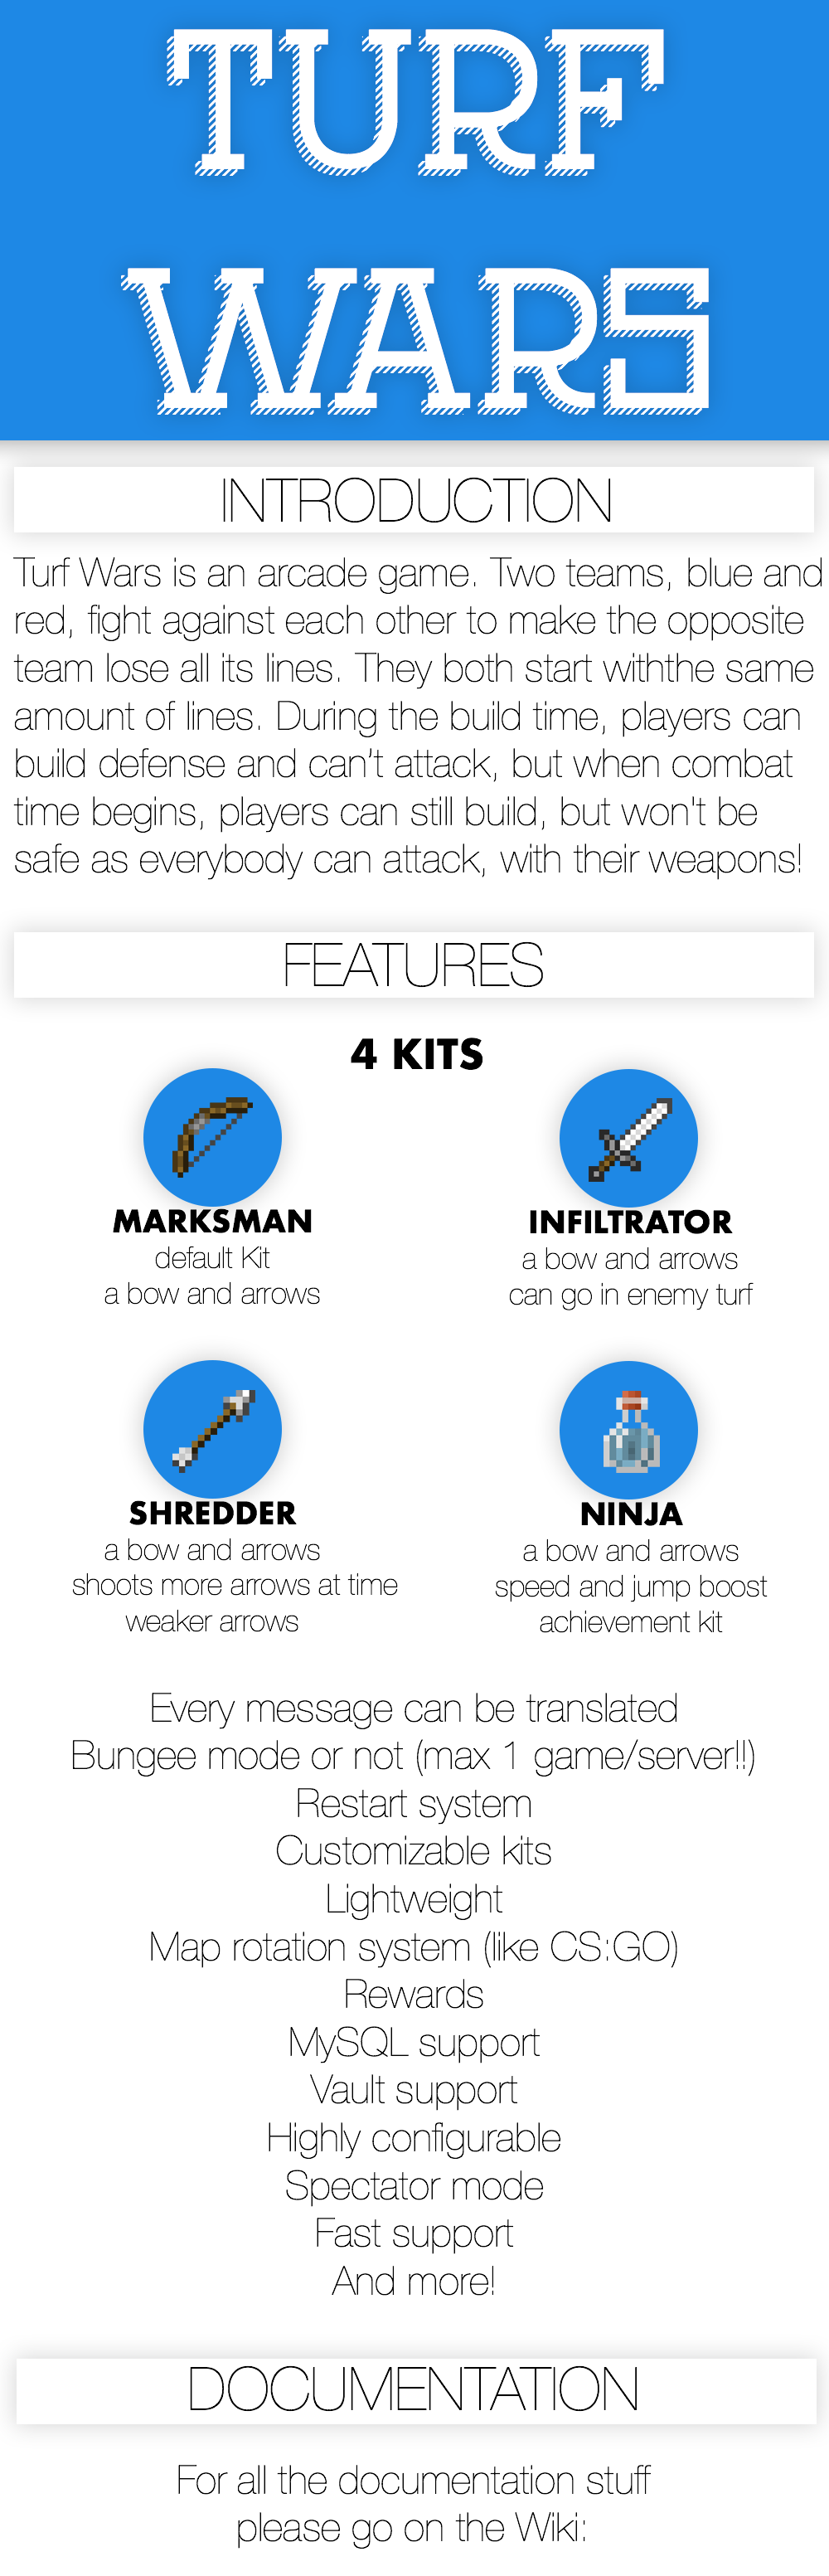 TURF
WARS
INTRODUCTION
Turf Wars is an arcade game. Two teams, blue and
red, fight against each other to make the opposite
team lose all its lines. They both start withthe same
amount of lines. During the build time, players can
build defense and can't attack, but when combat
time begins, players can still build, but won't be
safe as everybody can attack, with their weapons!
FEATURES
4 KITS
MARKSMAN
default Kit
a bow and arrows
INFILTRATOR
a bow and arrows
can go in enemy turf
SHREDDER
a bow and arrows
shoots more arrows at time
weaker arrows
NINJA
a bow and arrows
speed and jump boost
achievement kit
Every message can be translated
Bungee mode or not (max 1 game/server!!)
Restart system
Customizable kits
Lightweight
Map rotation system (like CS:GO)
Rewards
MySQL support
Vault support
Highly configurable
Spectator mode
Fast support
And more!
DOCUMENTATION
For all the documentation stuff
please go on the Wiki: